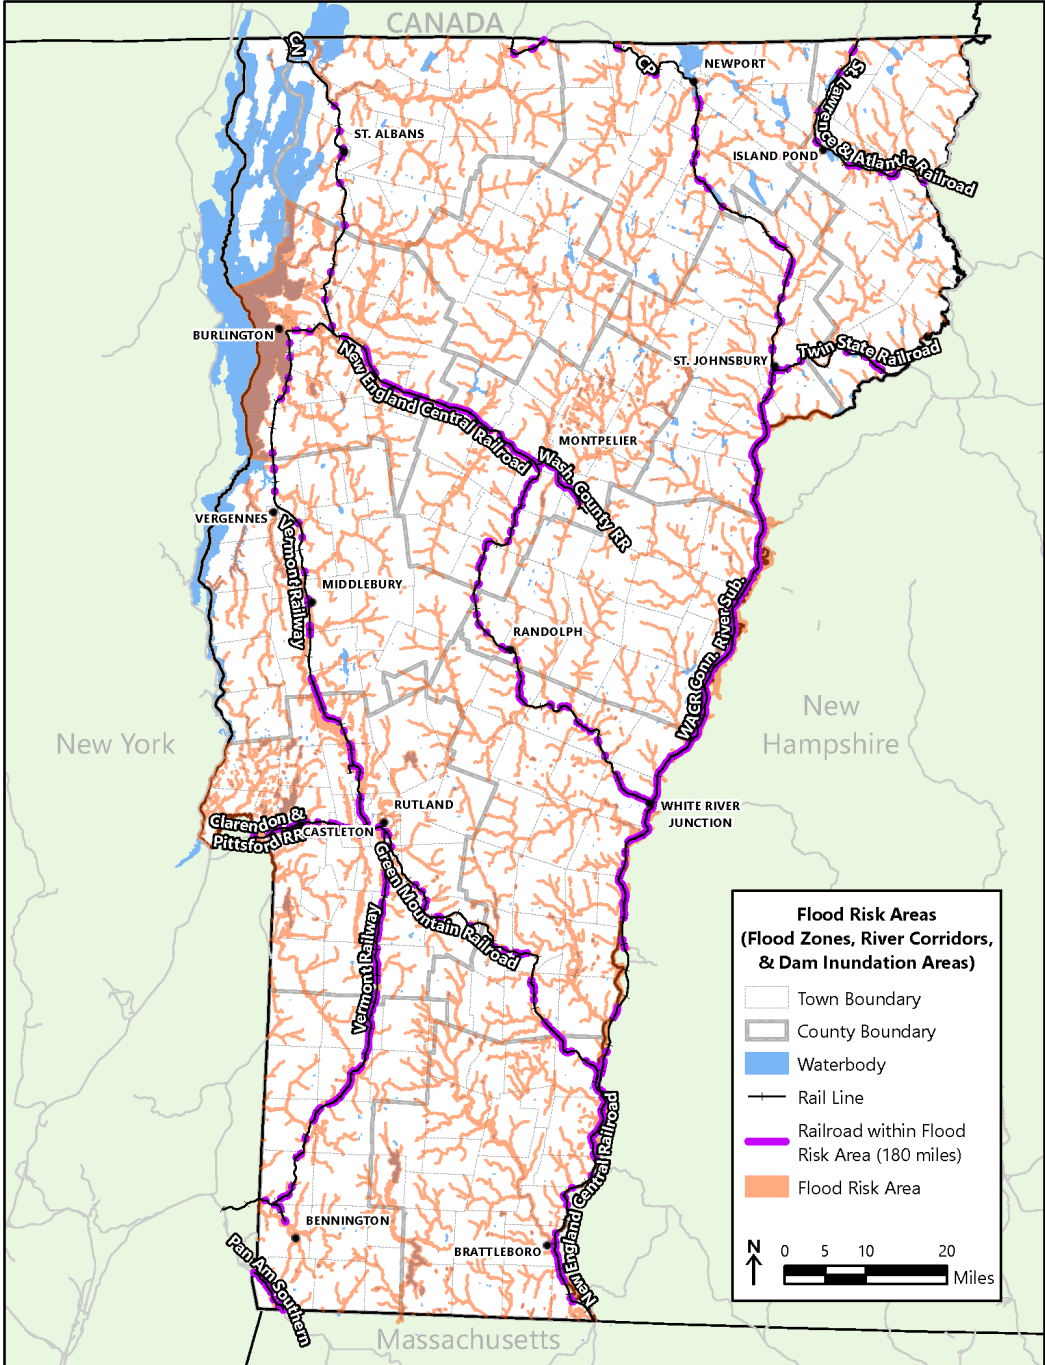 CANADA
CN
CP
NEWPORT
St. Lawrence & Atlantic Railroad
ST. ALBANS
ISLAND POND
BURLINGTON
ST. JOHNSBURY
Twin State Railroad
New England Central Railroad
MONTPELIER
Wash. County RR
VERGENNES
Vermont Railway
MIDDLEBURY
WACR Conn. River Sub.
RANDOLPH
New York
New
Hampshire
RUTLAND
WHITE RIVER
JUNCTION
Clarendon &
Pittsford RR
CASTLETON
Green Mountain Railroad
Vermont Railway
Flood Risk Areas
(Flood Zones, River Corridors,
& Dam Inundation Areas)
Town Boundary
County Boundary
Waterbody
Rail Line
Railroad within Flood
Risk Area (180 miles)
Flood Risk Area
N
0 5 10 20
Miles
New England Central Railroad
BENNINGTON
BRATTLEBORO
Pan Am Southern
Massachusetts